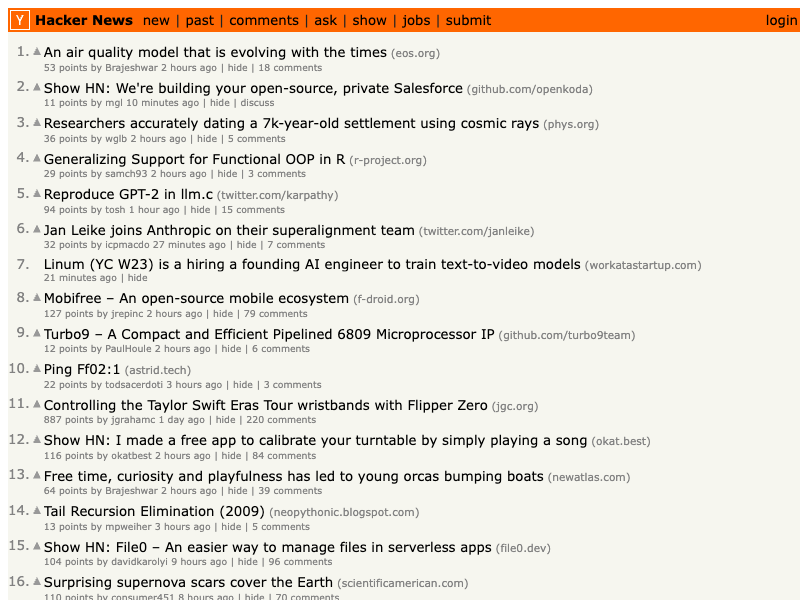 Y Hacker News new | past | comments | ask | show | jobs | submit login
1. ▲ An air quality model that is evolving with the times (eos.org)
53 points by Brajeshwar 2 hours ago | hide | 18 comments
2. ▲ Show HN: We're building your open-source, private Salesforce (github.com/openkoda)
11 points by mgl 10 minutes ago | hide | discuss
3. ▲ Researchers accurately dating a 7k-year-old settlement using cosmic rays (phys.org)
36 points by wglb 2 hours ago | hide | 5 comments
4. ▲ Generalizing Support for Functional OOP in R (r-project.org)
29 points by samch93 2 hours ago | hide | 3 comments
5. ▲ Reproduce GPT-2 in llm.c (twitter.com/karpathy)
94 points by tosh 1 hour ago | hide | 15 comments
6. ▲ Jan Leike joins Anthropic on their superalignment team (twitter.com/janleike)
32 points by icpmacdo 27 minutes ago | hide | 7 comments
7. Linum (YC W23) is a hiring a founding AI engineer to train text-to-video models (workatastartup.com)
21 minutes ago | hide
8. ▲ Mobifree – An open-source mobile ecosystem (f-droid.org)
127 points by jrepinc 2 hours ago | hide | 79 comments
9. ▲ Turbo9 – A Compact and Efficient Pipelined 6809 Microprocessor IP (github.com/turbo9team)
12 points by PaulHoule 2 hours ago | hide | 6 comments
10. ▲ Ping Ff02:1 (astrid.tech)
22 points by todsacerdoti 3 hours ago | hide | 3 comments
11. ▲ Controlling the Taylor Swift Eras Tour wristbands with Flipper Zero (jgc.org)
887 points by jgrahamc 1 day ago | hide | 220 comments
12. ▲ Show HN: I made a free app to calibrate your turntable by simply playing a song (okat.best)
116 points by okatbest 2 hours ago | hide | 84 comments
13. ▲ Free time, curiosity and playfulness has led to young orcas bumping boats (newatlas.com)
64 points by Brajeshwar 2 hours ago | hide | 39 comments
14. ▲ Tail Recursion Elimination (2009) (neopythonic.blogspot.com)
13 points by mpweiher 3 hours ago | hide | 5 comments
15. ▲ Show HN: File0 – An easier way to manage files in serverless apps (file0.dev)
104 points by davidkarolyi 9 hours ago | hide | 96 comments
16. ▲ Surprising supernova scars cover the Earth (scientificamerican.com)
110 points by consumer451 8 hours ago | hide | 70 comments